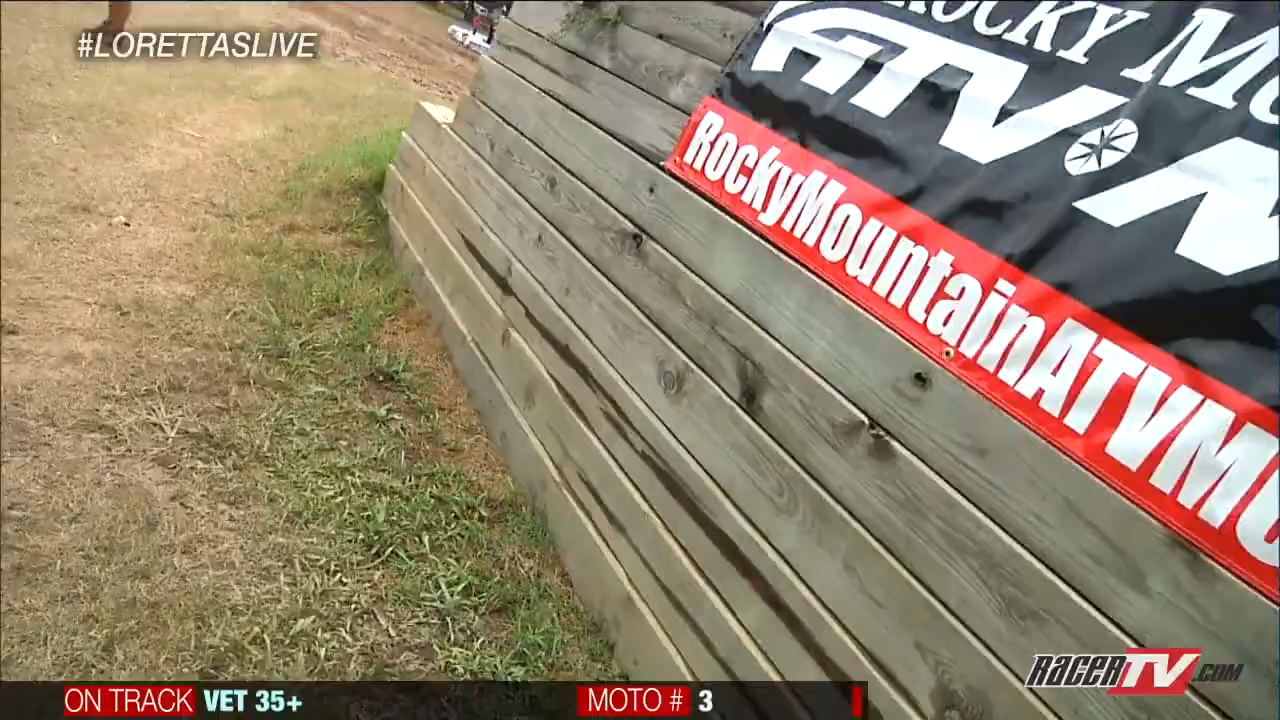 #LORETTASLIVE
ROCKY
ATV
RockyMountainATVM
RACERTV.COM
ON TRACK VET 35+ MOTO # 3